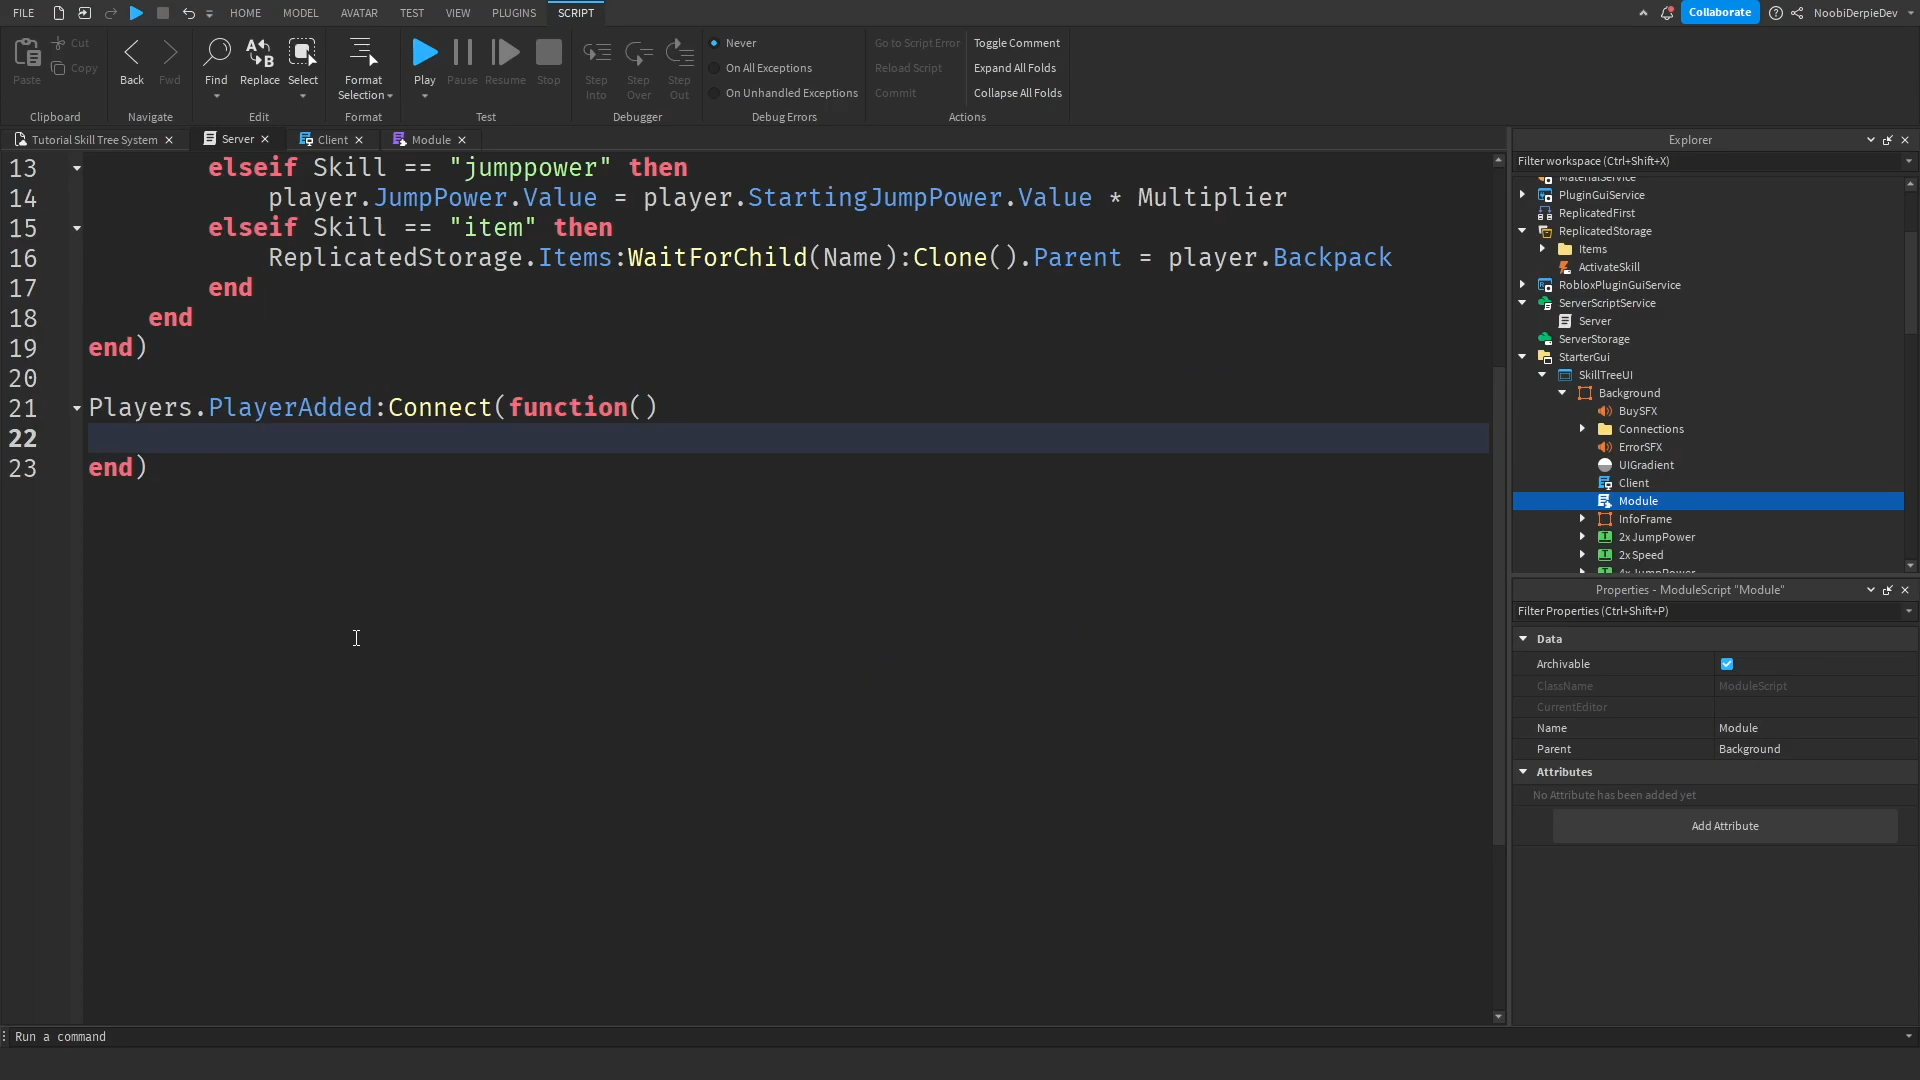 FILE HOME MODEL AVATAR TEST VIEW PLUGINS SCRIPT Collaborate NoobiDerpieDev
Paste Cut Copy Clipboard
Back Fwd Navigate
Find Replace Select Edit
Format Selection Format
Play Pause Resume Stop Test
Step Into Step Over Step Out Debugger
Never
On All Exceptions
On Unhandled Exceptions
Debug Errors
Go to Script Error Toggle Comment
Reload Script Expand All Folds
Commit Collapse All Folds
Actions
Tutorial Skill Tree System Server Client Module
13 elseif Skill == "jumppower" then
14 player.JumpPower.Value = player.StartingJumpPower.Value * Multiplier
15 elseif Skill == "item" then
16 ReplicatedStorage.Items:WaitForChild(Name):Clone().Parent = player.Backpack
17 end
18 end
19 end)
20
21 Players.PlayerAdded:Connect(function()
22
23 end)
Explorer
Filter workspace (Ctrl+Shift+X)
MaterialService
PluginGuiService
ReplicatedFirst
ReplicatedStorage
Items
ActivateSkill
RobloxPluginGuiService
ServerScriptService
Server
ServerStorage
StarterGui
SkillTreeUI
Background
BuySFX
Connections
ErrorSFX
UIGradient
Client
Module
InfoFrame
2xJumpPower
2xSpeed
4xJumpPower
Properties - ModuleScript "Module"
Filter Properties (Ctrl+Shift+P)
Data
Archivable
ClassName ModuleScript
CurrentEditor
Name Module
Parent Background
Attributes
No Attribute has been added yet
Add Attribute
Run a command